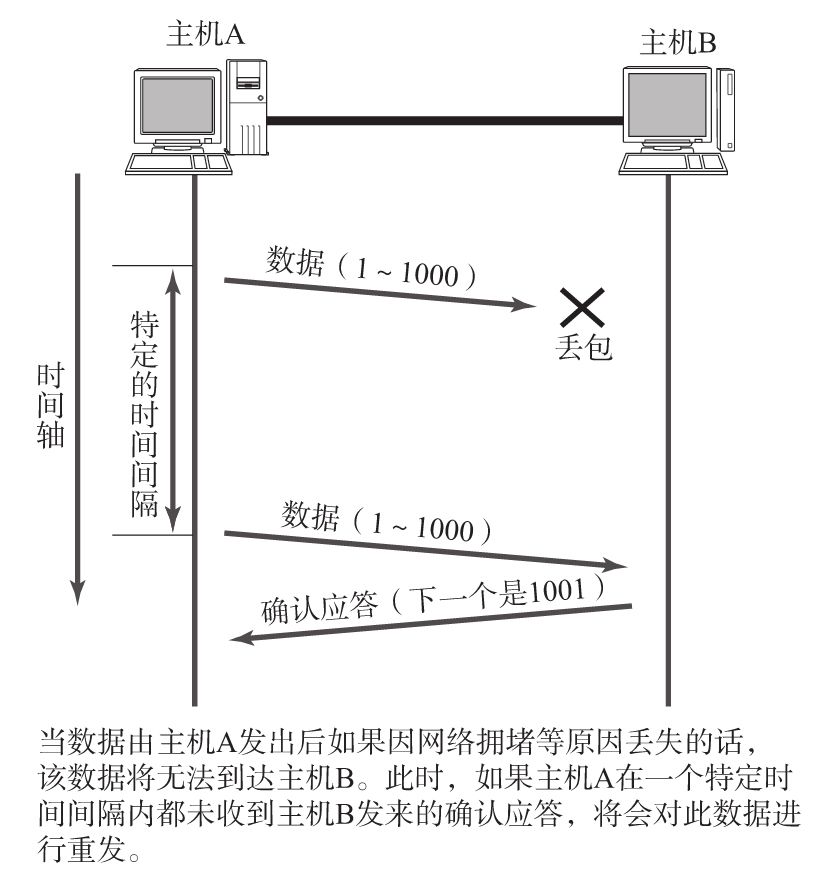 主机A
主机B
数据（1～1000）
丢包
特定的时间间隔
时间轴
数据（1～1000）
确认应答（下一个是1001）
当数据由主机A发出后如果因网络拥堵等原因丢失的话，
该数据将无法到达主机B。此时，如果主机A在一个特定时
间间隔内都未收到主机B发来的确认应答，将会对此数据进
行重发。